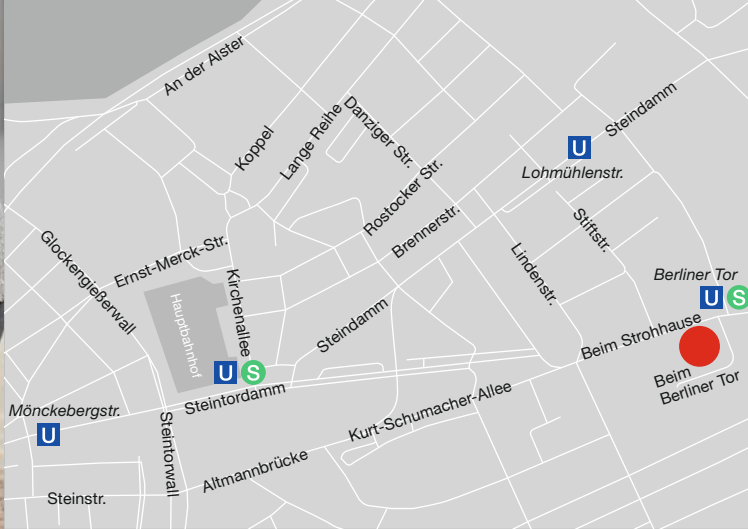 An der Alster
Koppel
Lange Reihe
Danziger Str.
Steindamm
U
Lohmühlenstr.
Rostocker Str.
Brennerstr.
Stiftstr.
Glockengießerwall
Ernst-Merck-Str.
Kirchenallee
Lindenstr.
Berliner Tor
U S
Hauptbahnhof
Steindamm
Beim Strohhause
U S
Beim
Berliner Tor
Steintordamm
Mönckebergstr.
U
Steintorwall
Kurt-Schumacher-Allee
Altmannbrücke
Steinstr.